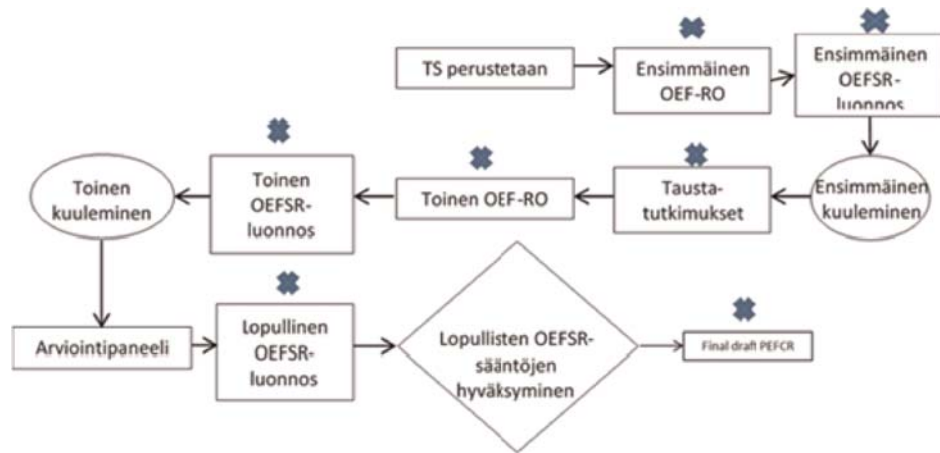 TS perustetaan
Ensimmäinen
OEF-RO
Ensimmäinen
OEFSR-
luonnos
Ensimmäinen
kuuleminen
Tausta-
tutkimukset
Toinen OEF-RO
Toinen
OEFSR-
luonnos
Toinen
kuuleminen
Arviointipaneeli
Lopullinen
OEFSR-
luonnos
Lopullisten OEFSR-
sääntöjen
hyväksyminen
Final draft PEFCR